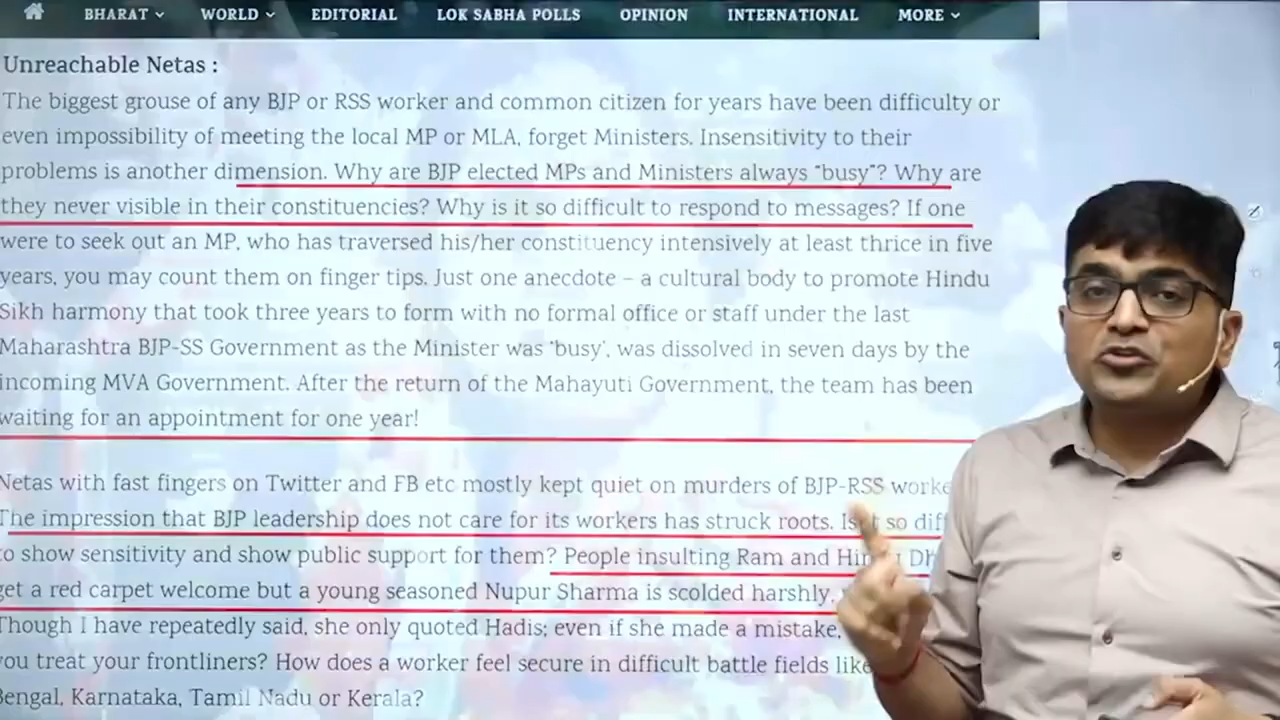 BHARAT WORLD EDITORIAL LOK SABHA POLLS OPINION INTERNATIONAL MORE
Unreachable Netas :
The biggest grouse of any BJP or RSS worker and common citizen for years have been difficulty or
even impossibility of meeting the local MP or MLA, forget Ministers. Insensitivity to their
problems is another dimension. Why are BJP elected MPs and Ministers always "busy"? Why are
they never visible in their constituencies? Why is it so difficult to respond to messages? If one
were to seek out an MP, who has traversed his/her constituency intensively at least thrice in five
years, you may count them on finger tips. Just one anecdote – a cultural body to promote Hindu
Sikh harmony that took three years to form with no formal office or staff under the last
Maharashtra BJP-SS Government as the Minister was 'busy', was dissolved in seven days by the
incoming MVA Government. After the return of the Mahayuti Government, the team has been
waiting for an appointment for one year!
Netas with fast fingers on Twitter and FB etc mostly kept quiet on murders of BJP-RSS worke
The impression that BJP leadership does not care for its workers has struck roots. so diff
to show sensitivity and show public support for them? People insulting Ram and Dh
get a red carpet welcome but a young seasoned Nupur Sharma is scolded harshly.
Though I have repeatedly said, she only quoted Hadis; even if she made a mistake,
you treat your frontliners? How does a worker feel secure in difficult battle fields like
Bengal, Karnataka, Tamil Nadu or Kerala?